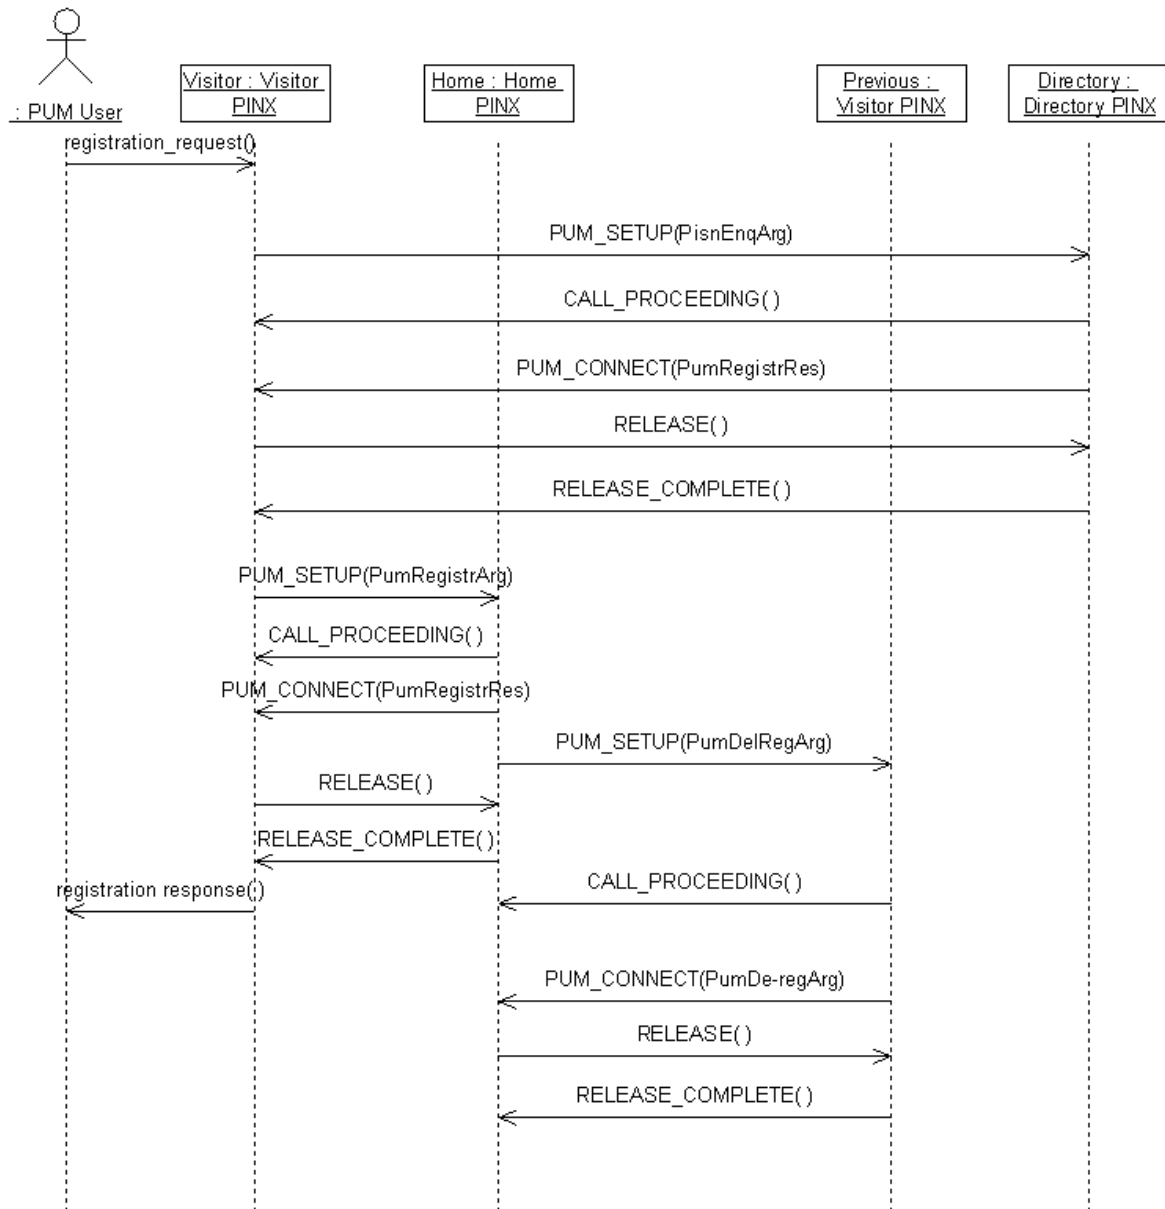 : PUM User
Visitor : Visitor
PINX
Home : Home
PINX
Previous :
Visitor PINX
Directory :
Directory PINX
registration_request()
PUM_SETUP(PisnEnqArg)
CALL_PROCEEDING( )
PUM_CONNECT(PumRegistrRes)
RELEASE( )
RELEASE_COMPLETE( )
PUM_SETUP(PumRegistrArg)
CALL_PROCEEDING( )
PUM_CONNECT(PumRegistrRes)
PUM_SETUP(PumDelRegArg)
RELEASE( )
RELEASE_COMPLETE( )
CALL_PROCEEDING( )
registration response( )
PUM_CONNECT(PumDe-regArg)
RELEASE( )
RELEASE_COMPLETE( )